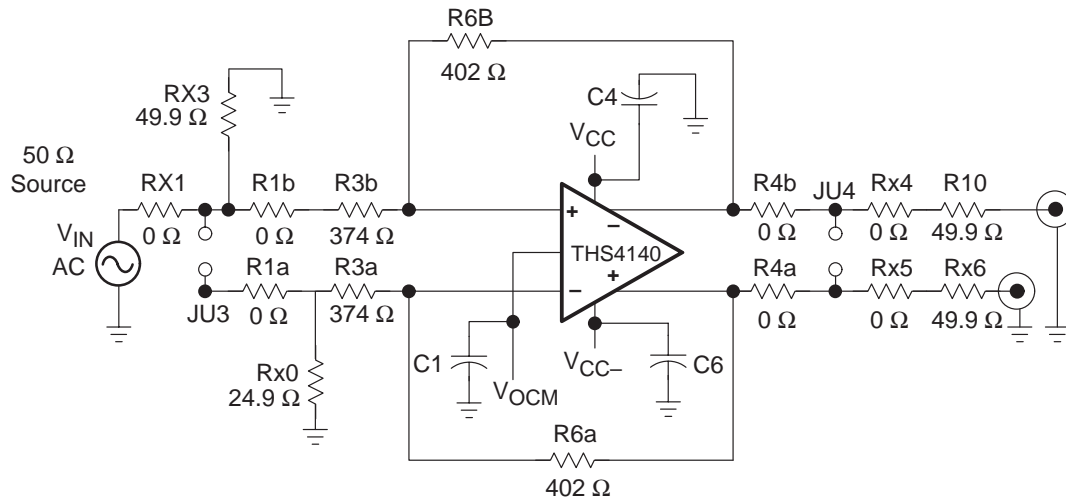 R6B
402 Ω
RX3
49.9 Ω
C4
VCC
50 Ω
Source
RX1
R1b
R3b
R4b
JU4
Rx4
R10
VIN
AC
0 Ω
0 Ω
374 Ω
+
−
THS4140
0 Ω
0 Ω
49.9 Ω
R1a
R3a
+
−
R4a
Rx5
Rx6
JU3
0 Ω
374 Ω
0 Ω
0 Ω
49.9 Ω
C1
VCC−
C6
Rx0
24.9 Ω
VOCM
R6a
402 Ω